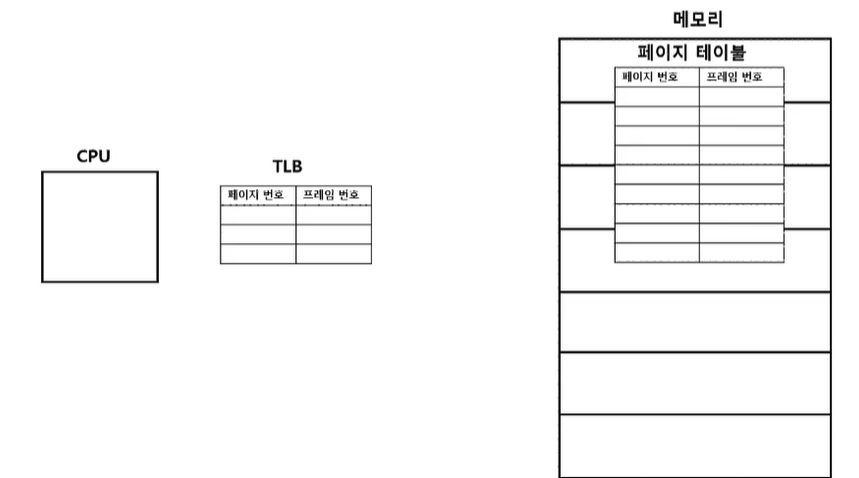 메모리
페이지 테이블
페이지 번호 프레임 번호
CPU
TLB
페이지 번호 프레임 번호